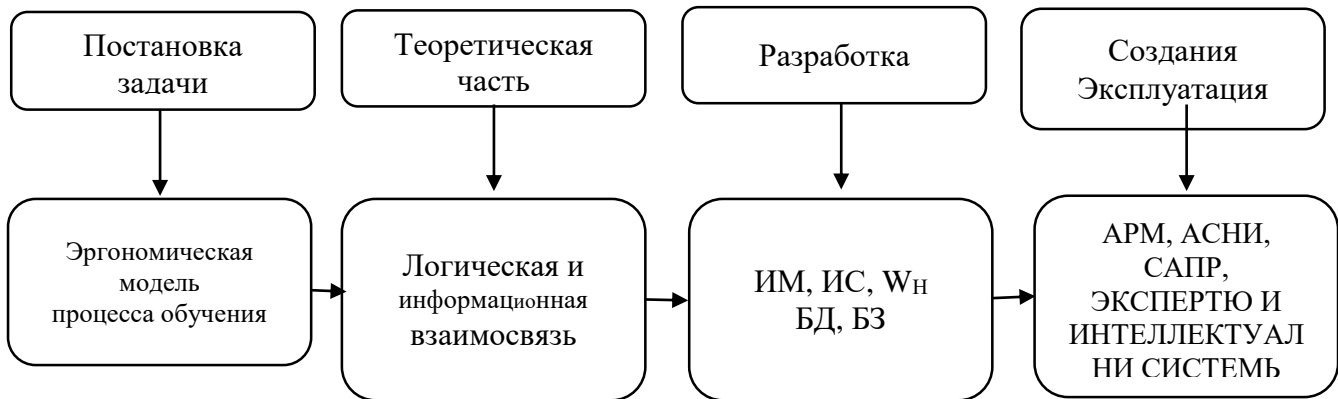 Постановка
задачи
Теоретическая
часть
Разработка
Создания
Эксплуатация
Эргономическая
модель
процесса обучения
Логическая и
информационная
взаимосвязь
ИМ, ИС, Wн
БД, БЗ
АРМ, АСНИ,
САПР,
ЭКСПЕРТЮ И
ИНТЕЛЛЕКТУАЛ
НИ СИСТЕМЬ